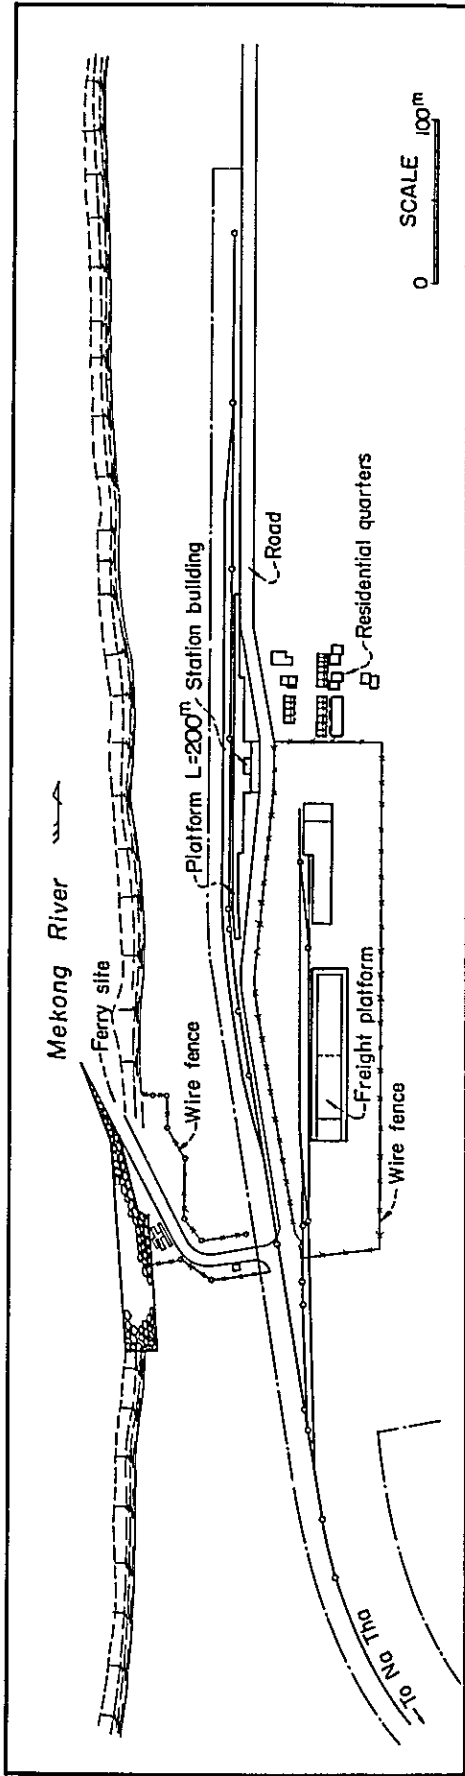 Mekong River
Ferry site
Wire fence
Platform L=200m
Station building
Road
Residential quarters
Freight platform
Wire fence
To Na Tha
SCALE
0 100m